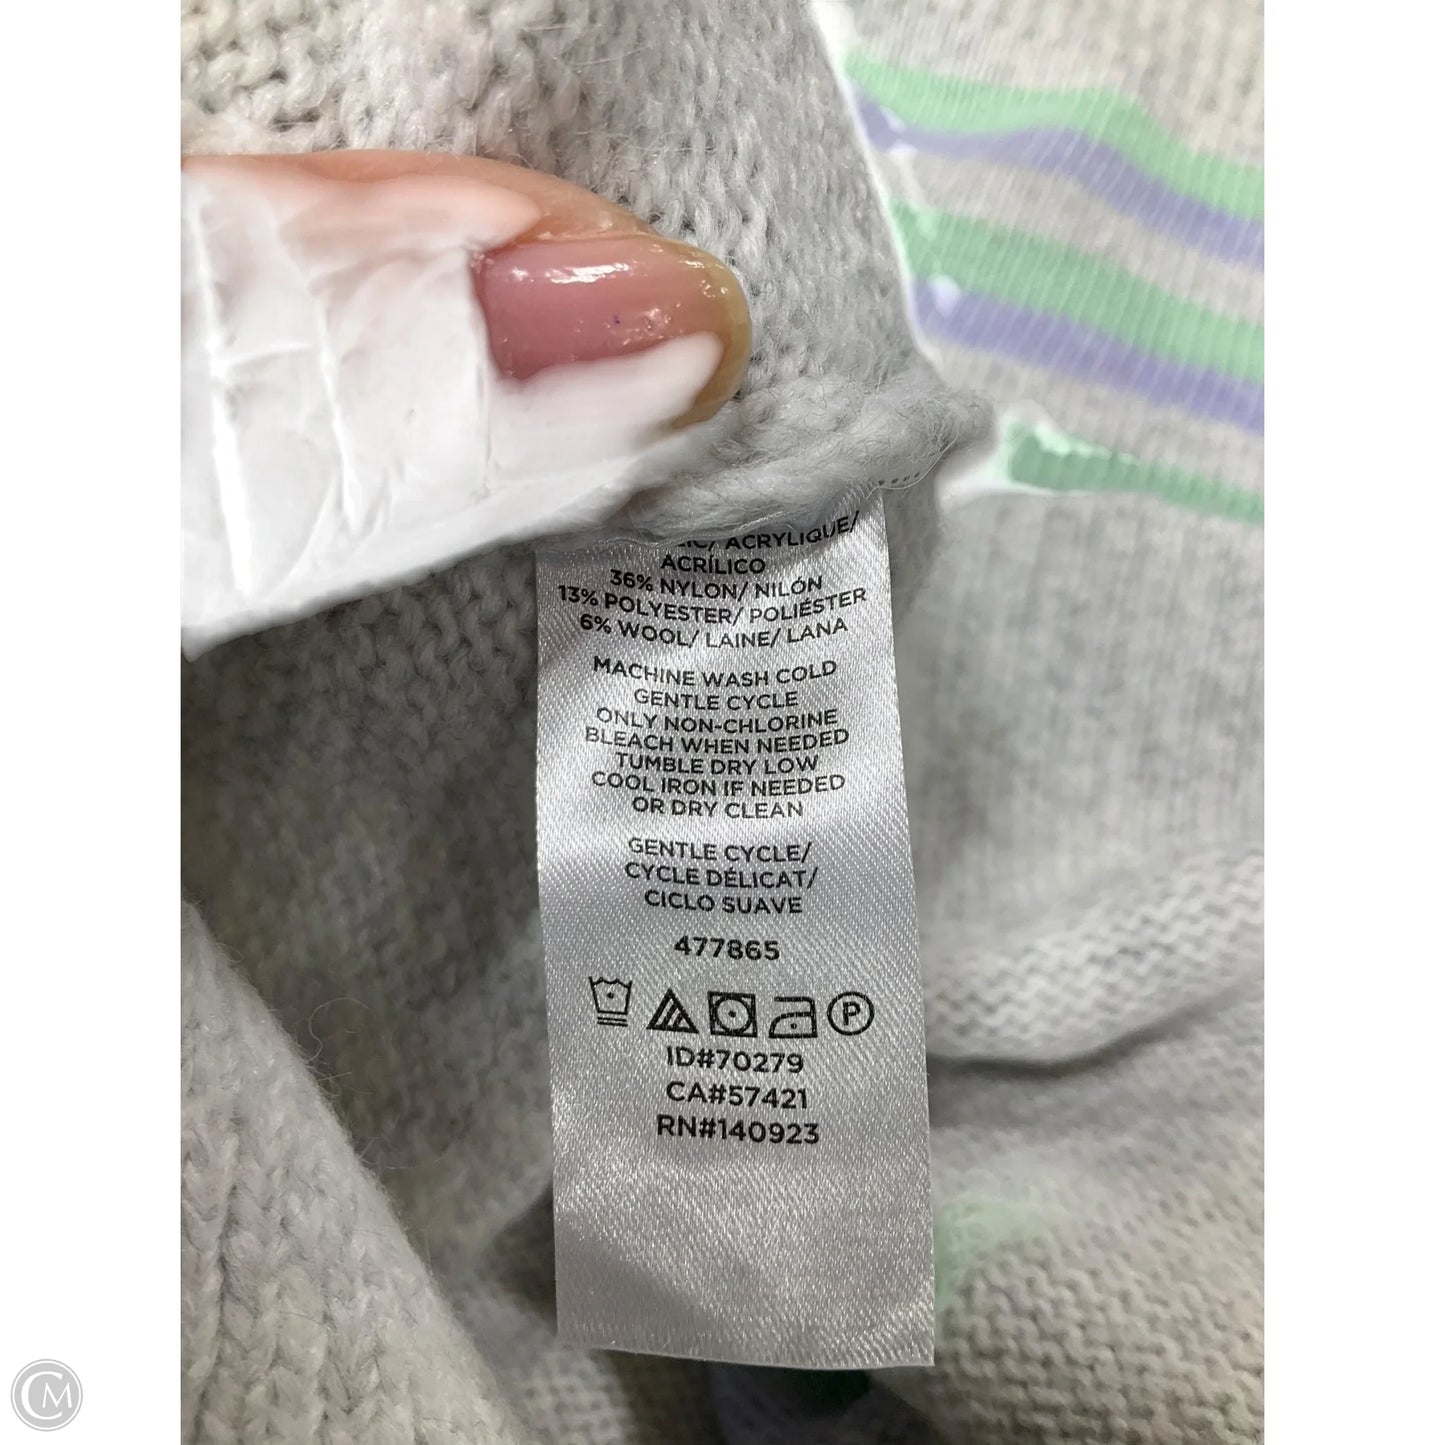 ACRYLIQUE/
ACRÍLICO
36% NYLON/ NILÓN
13% POLYESTER/ POLIÉSTER
6% WOOL/ LAINE/ LANA
MACHINE WASH COLD
GENTLE CYCLE
ONLY NON-CHLORINE
BLEACH WHEN NEEDED
TUMBLE DRY LOW
COOL IRON IF NEEDED
OR DRY CLEAN
GENTLE CYCLE/
CYCLE DÉLICAT/
CICLO SUAVE
477865
P
ID#70279
CA#57421
RN#140923
CM